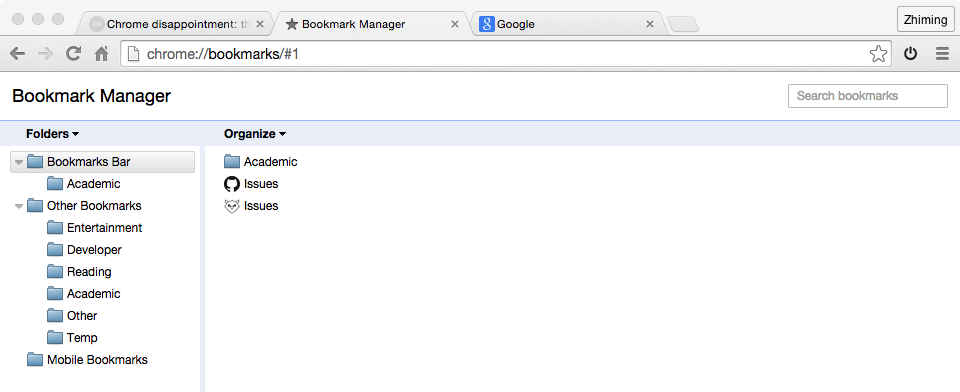 Chrome disappointment: th
Bookmark Manager
Google
Zhiming
chrome://bookmarks/#1
Bookmark Manager
Search bookmarks
Folders
Organize
Bookmarks Bar
Academic
Other Bookmarks
Entertainment
Developer
Reading
Academic
Other
Temp
Mobile Bookmarks
Academic
Issues
Issues